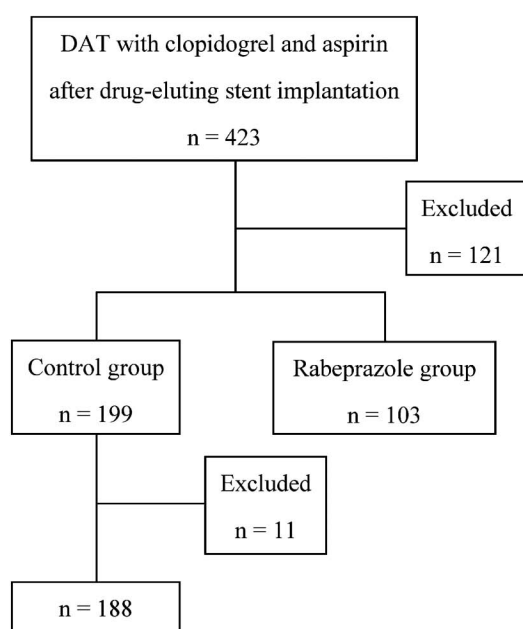 DAT with clopidogrel and aspirin
after drug-eluting stent implantation
n = 423
Excluded
n = 121
Control group
n = 199
Rabeprazole group
n = 103
Excluded
n = 11
n = 188